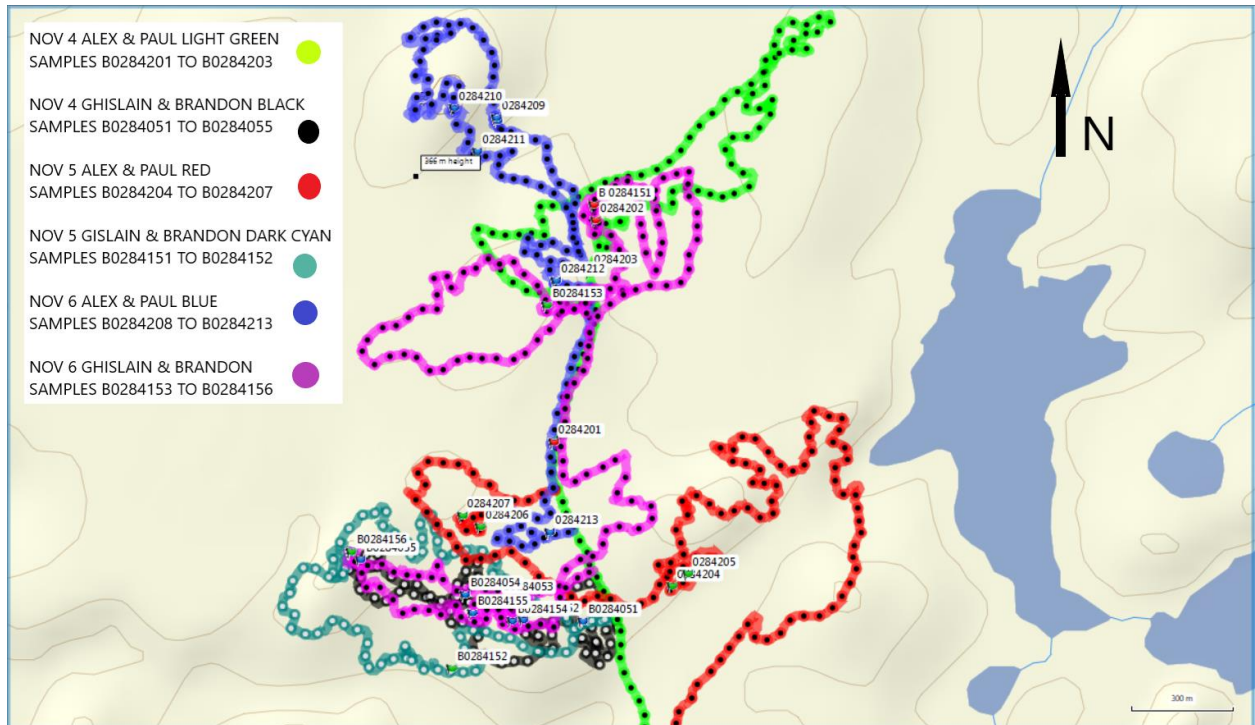 NOV 4 ALEX & PAUL LIGHT GREEN
SAMPLES B0284201 TO B0284203
NOV 4 GHISLAIN & BRANDON BLACK
SAMPLES B0284051 TO B0284055
NOV 5 ALEX & PAUL RED
SAMPLES B0284204 TO B0284207
NOV 5 GISLAIN & BRANDON DARK CYAN
SAMPLES B0284151 TO B0284152
NOV 6 ALEX & PAUL BLUE
SAMPLES B0284208 TO B0284213
NOV 6 GHISLAIN & BRANDON
SAMPLES B0284153 TO B0284156
N
0284210
0284209
0284211
366 m height
B 0284151
0284202
0284203
0284212
B0284153
0284201
0284207
0284206
0284213
B0284156
0284205
B0284054
B0284155
B0284154
B0284051
B0284152
300 m